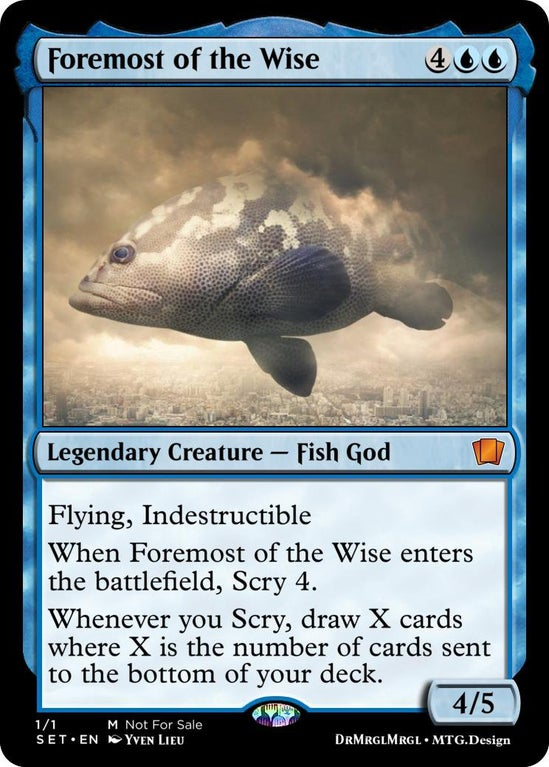 Foremost of the Wise 4
Legendary Creature — Fish God
Flying, Indestructible
When Foremost of the Wise enters
the battlefield, Scry 4.
Whenever you Scry, draw X cards
where X is the number of cards sent
to the bottom of your deck.
4/5
1/1 M Not For Sale
SET • EN Yven Lieu DrMrglMrgl • MTG.Design